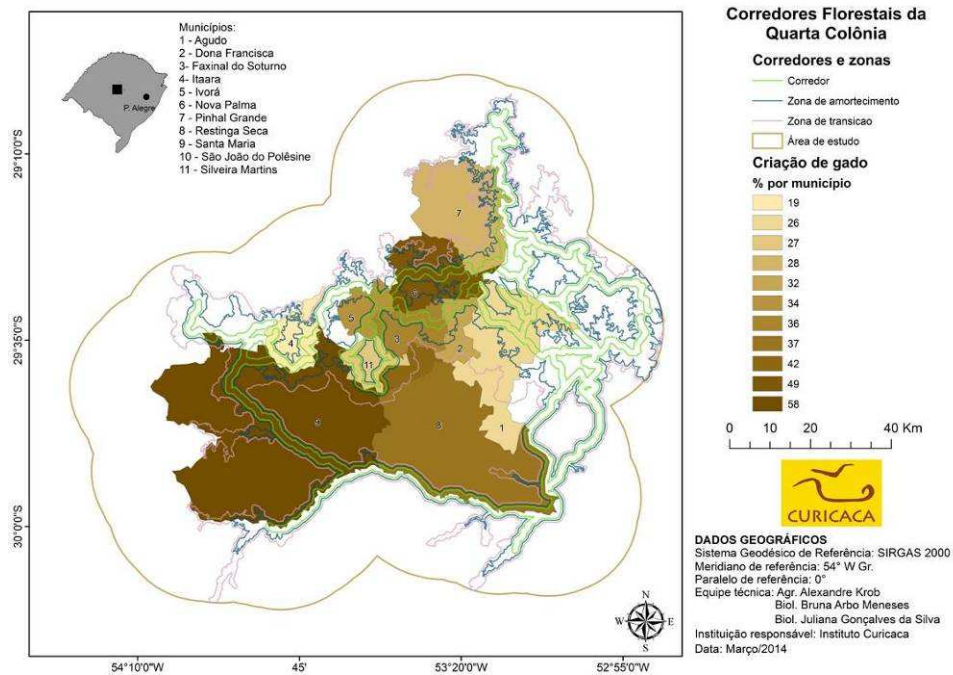 Municípios:
1 - Agudo
2 - Dona Francisca
3- Faxinal do Soturno
4- Itaara
5 - Ivorá
6 - Nova Palma
7 - Pinhal Grande
8 - Restinga Seca
9 - Santa Maria
10 - São João do Polêsine
11 - Silveira Martins
P. Alegre
29°10'0"S
29°35'0"S
30°0'0"S
7
5
3
4
11
2
1
8
N
W
E
S
54°10'0"W
45'
53°20'0"W
52°55'0"W
Corredores Florestais da
Quarta Colônia
Corredores e zonas
Corredor
Zona de amortecimento
Zona de transicao
Área de estudo
Criação de gado
% por município
19
26
27
28
32
34
36
37
42
49
58
0 10 20 40 Km
CURICACA
DADOS GEOGRÁFICOS
Sistema Geodésico de Referência: SIRGAS 2000
Meridiano de referência: 54° W Gr.
Paralelo de referência: 0°
Equipe técnica: Agr. Alexandre Krob
Biol. Bruna Arbo Meneses
Biol. Juliana Gonçalves da Silva
Instituição responsável: Instituto Curicaca
Data: Março/2014